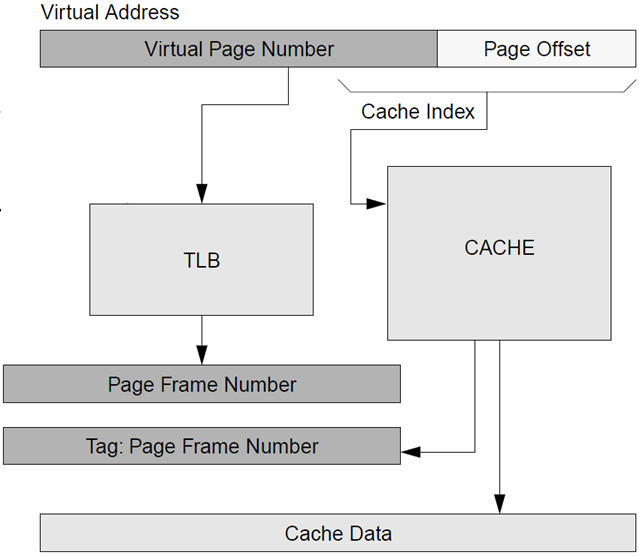 Virtual Address
Virtual Page Number
Page Offset
Cache Index
TLB
CACHE
Page Frame Number
Tag: Page Frame Number
Cache Data